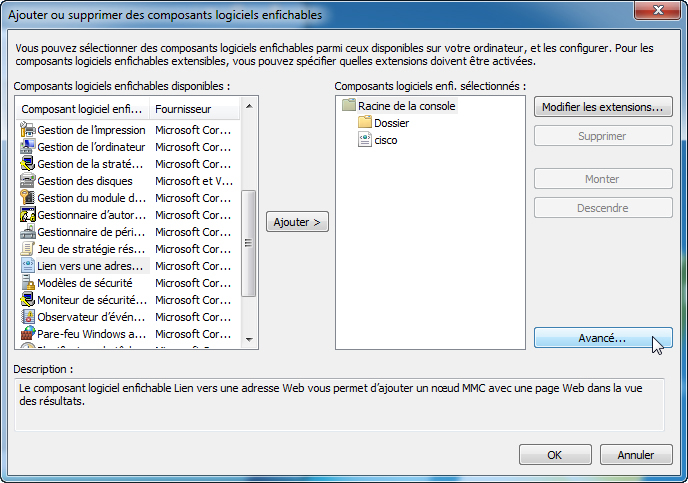 Ajouter ou supprimer des composants logiciels enfichables
Vous pouvez sélectionner des composants logiciels enfichables parmi ceux disponibles sur votre ordinateur, et les configurer. Pour les
composants logiciels enfichables extensibles, vous pouvez spécifier quelles extensions doivent être activées.
Composants logiciels enfichables disponibles :
Composant logiciel enfi... Fournisseur
Gestion de l'impression Microsoft Cor...
Gestion de l'ordinateur Microsoft Cor...
Gestion de la straté... Microsoft Cor...
Gestion des disques Microsoft et V...
Gestion du module d... Microsoft Cor...
Gestionnaire d'autor... Microsoft Cor...
Gestionnaire de péri... Microsoft Cor...
Jeu de stratégie rés... Microsoft Cor...
Lien vers une adres... Microsoft Cor...
Modèles de sécurité Microsoft Cor...
Moniteur de sécurité... Microsoft Cor...
Observateur d'évén... Microsoft Cor...
Pare-feu Windows a... Microsoft Cor...
Ajouter >
Composants logiciels enfi. sélectionnés :
Racine de la console
Dossier
cisco
Modifier les extensions...
Supprimer
Monter
Descendre
Avancé...
Description :
Le composant logiciel enfichable Lien vers une adresse Web vous permet d'ajouter un nœud MMC avec une page Web dans la vue
des résultats.
OK
Annuler